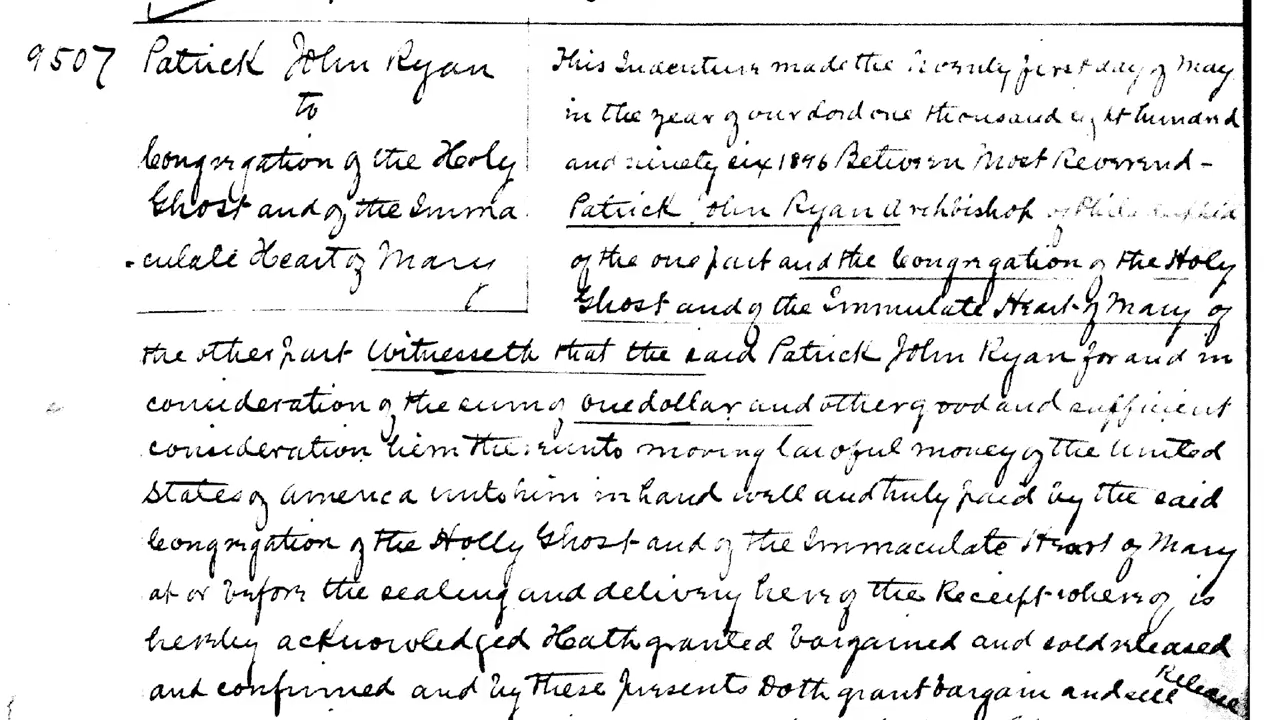 9507 Patrick John Ryan
to
Congregation of the Holy
Ghost and of the Imma
culate Heart of Mary
This Indenture made the Twenty first day of May
in the year of our Lord one thousand eight hundred
and ninety six 1896 Between Most Reverend -
Patrick John Ryan Archbishop of Philadelphia
of the one part and the Congregation of the Holy
Ghost and of the Immulate Heart of Mary of
the other part Witnesseth that the said Patrick John Ryan for and in
consideration of the sum of one dollar and other good and sufficient
consideration him thereunto moving lawful money of the United
States of America unto him in hand well and truly paid by the said
Congregation of the Holly Ghost and of the Immaculate Heart of Mary
at or before the sealing and delivery hereof the Receipt whereof is
hereby acknowledged Hath granted bargained and sold released
and confirmed and by these presents Doth grant bargain and sell Release